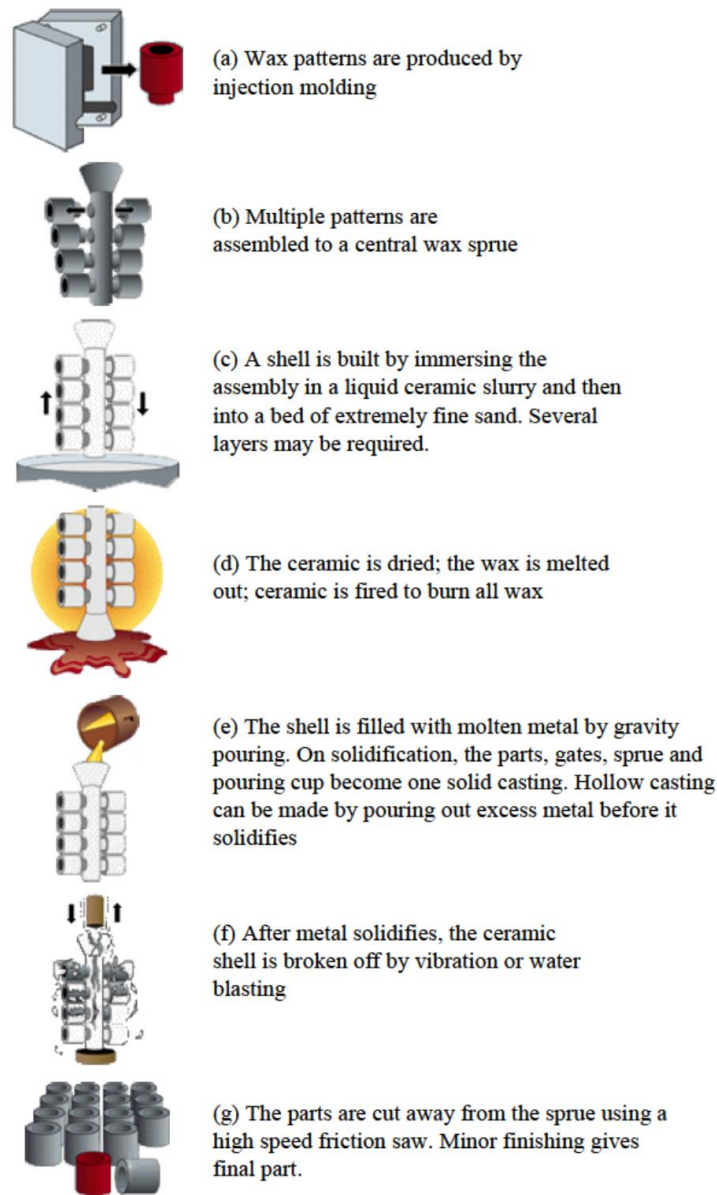 (a) Wax patterns are produced by
injection molding
(b) Multiple patterns are
assembled to a central wax sprue
(c) A shell is built by immersing the
assembly in a liquid ceramic slurry and then
into a bed of extremely fine sand. Several
layers may be required.
(d) The ceramic is dried; the wax is melted
out; ceramic is fired to burn all wax
(e) The shell is filled with molten metal by gravity
pouring. On solidification, the parts, gates, sprue and
pouring cup become one solid casting. Hollow casting
can be made by pouring out excess metal before it
solidifies
(f) After metal solidifies, the ceramic
shell is broken off by vibration or water
blasting
(g) The parts are cut away from the sprue using a
high speed friction saw. Minor finishing gives
final part.